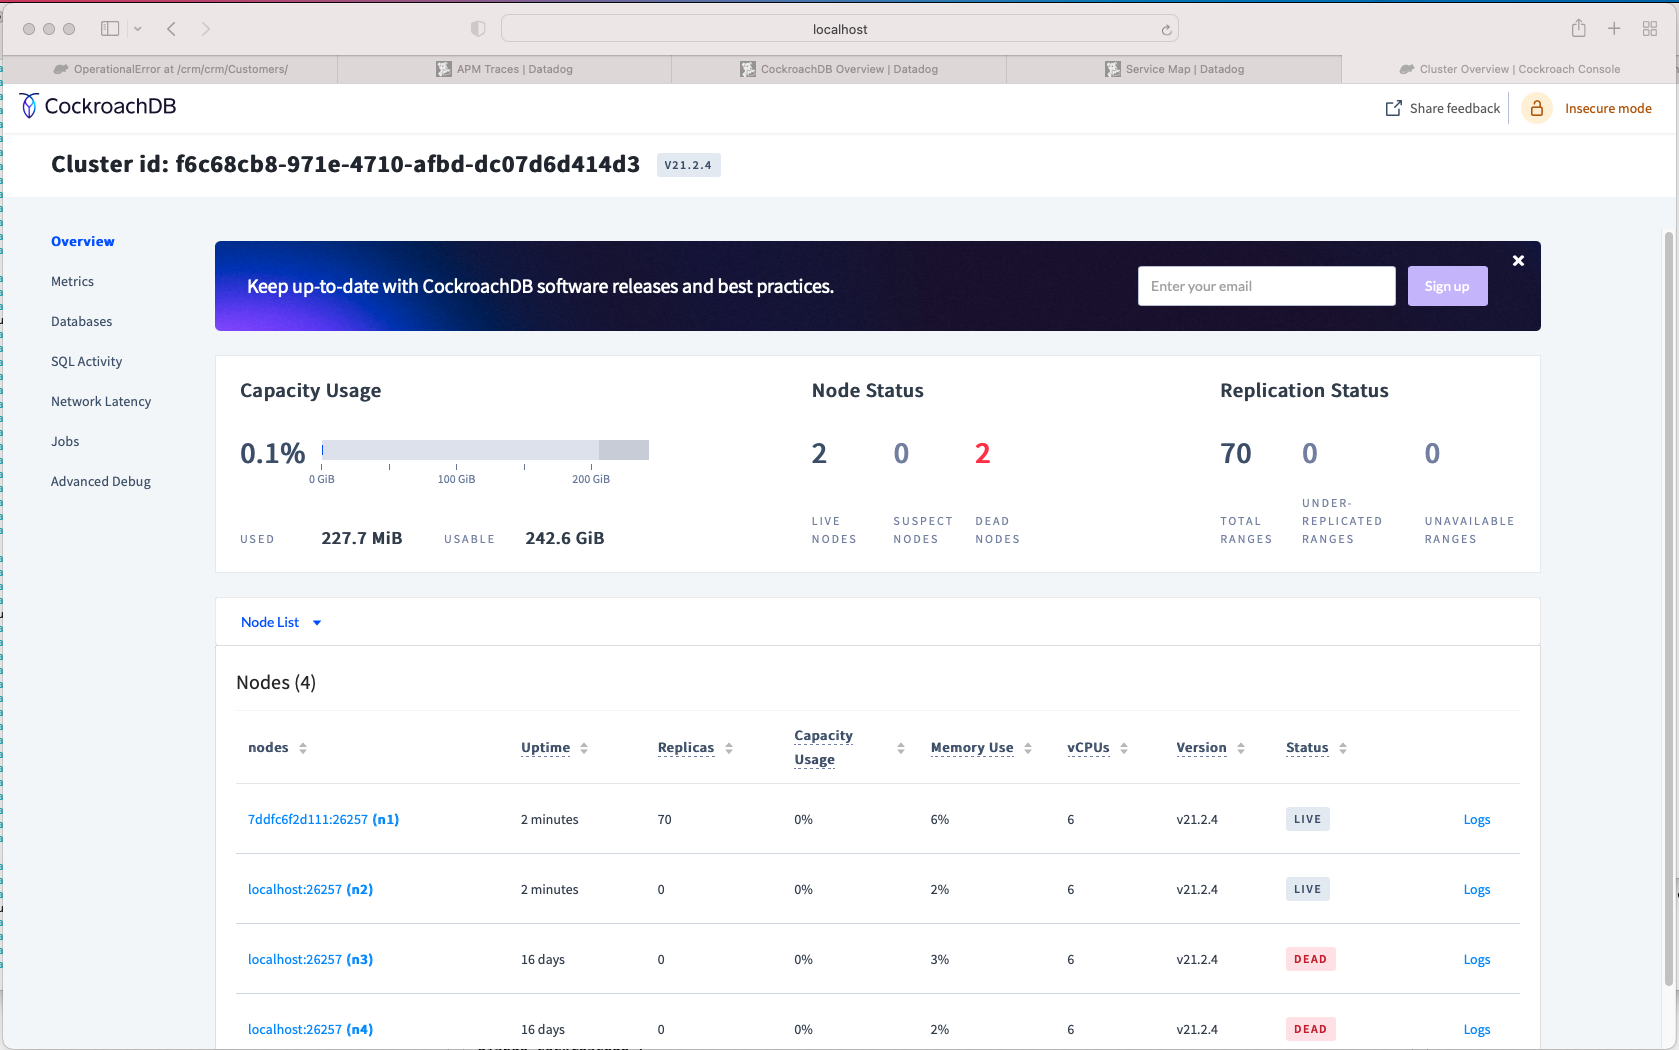 localhost
OperationalError at /crm/crm/Customers/
APM Traces | Datadog
CockroachDB Overview | Datadog
Service Map | Datadog
Cluster Overview | Cockroach Console
CockroachDB
Share feedback
Insecure mode
Cluster id: f6c68cb8-971e-4710-afbd-dc07d6d414d3
V21.2.4
Overview
Metrics
Databases
SQL Activity
Network Latency
Jobs
Advanced Debug
Keep up-to-date with CockroachDB software releases and best practices.
Enter your email
Sign up
Capacity Usage
0.1%
0 GiB
100 GiB
200 GiB
USED
227.7 MiB
USABLE
242.6 GiB
Node Status
2
0
2
LIVE
NODES
SUSPECT
NODES
DEAD
NODES
Replication Status
70
0
0
TOTAL
RANGES
UNDER-
REPLICATED
RANGES
UNAVAILABLE
RANGES
Node List
Nodes (4)
nodes
Uptime
Replicas
Capacity
Usage
Memory Use
vCPUs
Version
Status
7ddfc6f2d111:26257 (n1) 2 minutes 70 0% 6% 6 v21.2.4 LIVE Logs
localhost:26257 (n2) 2 minutes 0 0% 2% 6 v21.2.4 LIVE Logs
localhost:26257 (n3) 16 days 0 0% 3% 6 v21.2.4 DEAD Logs
localhost:26257 (n4) 16 days 0 0% 2% 6 v21.2.4 DEAD Logs